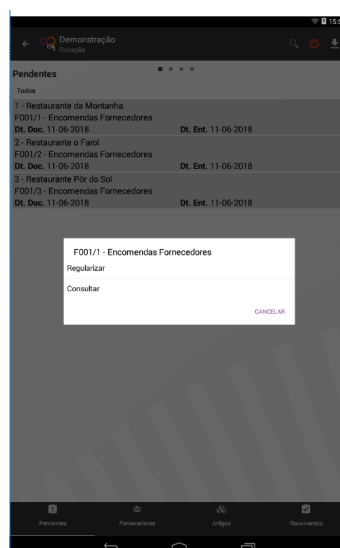 15:5
Demonstração
Receção
Pendentes
Todos
1 - Restaurante da Montanha
F001/1 - Encomendas Fornecedores
Dt. Doc. 11-06-2018 Dt. Ent. 11-06-2018
2 - Restaurante o Farol
F001/2 - Encomendas Fornecedores
Dt. Doc. 11-06-2018 Dt. Ent. 11-06-2018
3 - Restaurante Pôr do Sol
F001/3 - Encomendas Fornecedores
Dt. Doc. 11-06-2018 Dt. Ent. 11-06-2018
F001/1 - Encomendas Fornecedores
Regularizar
Consultar
CANCELAR
Pendentes Fornecedores Artigos Documentos